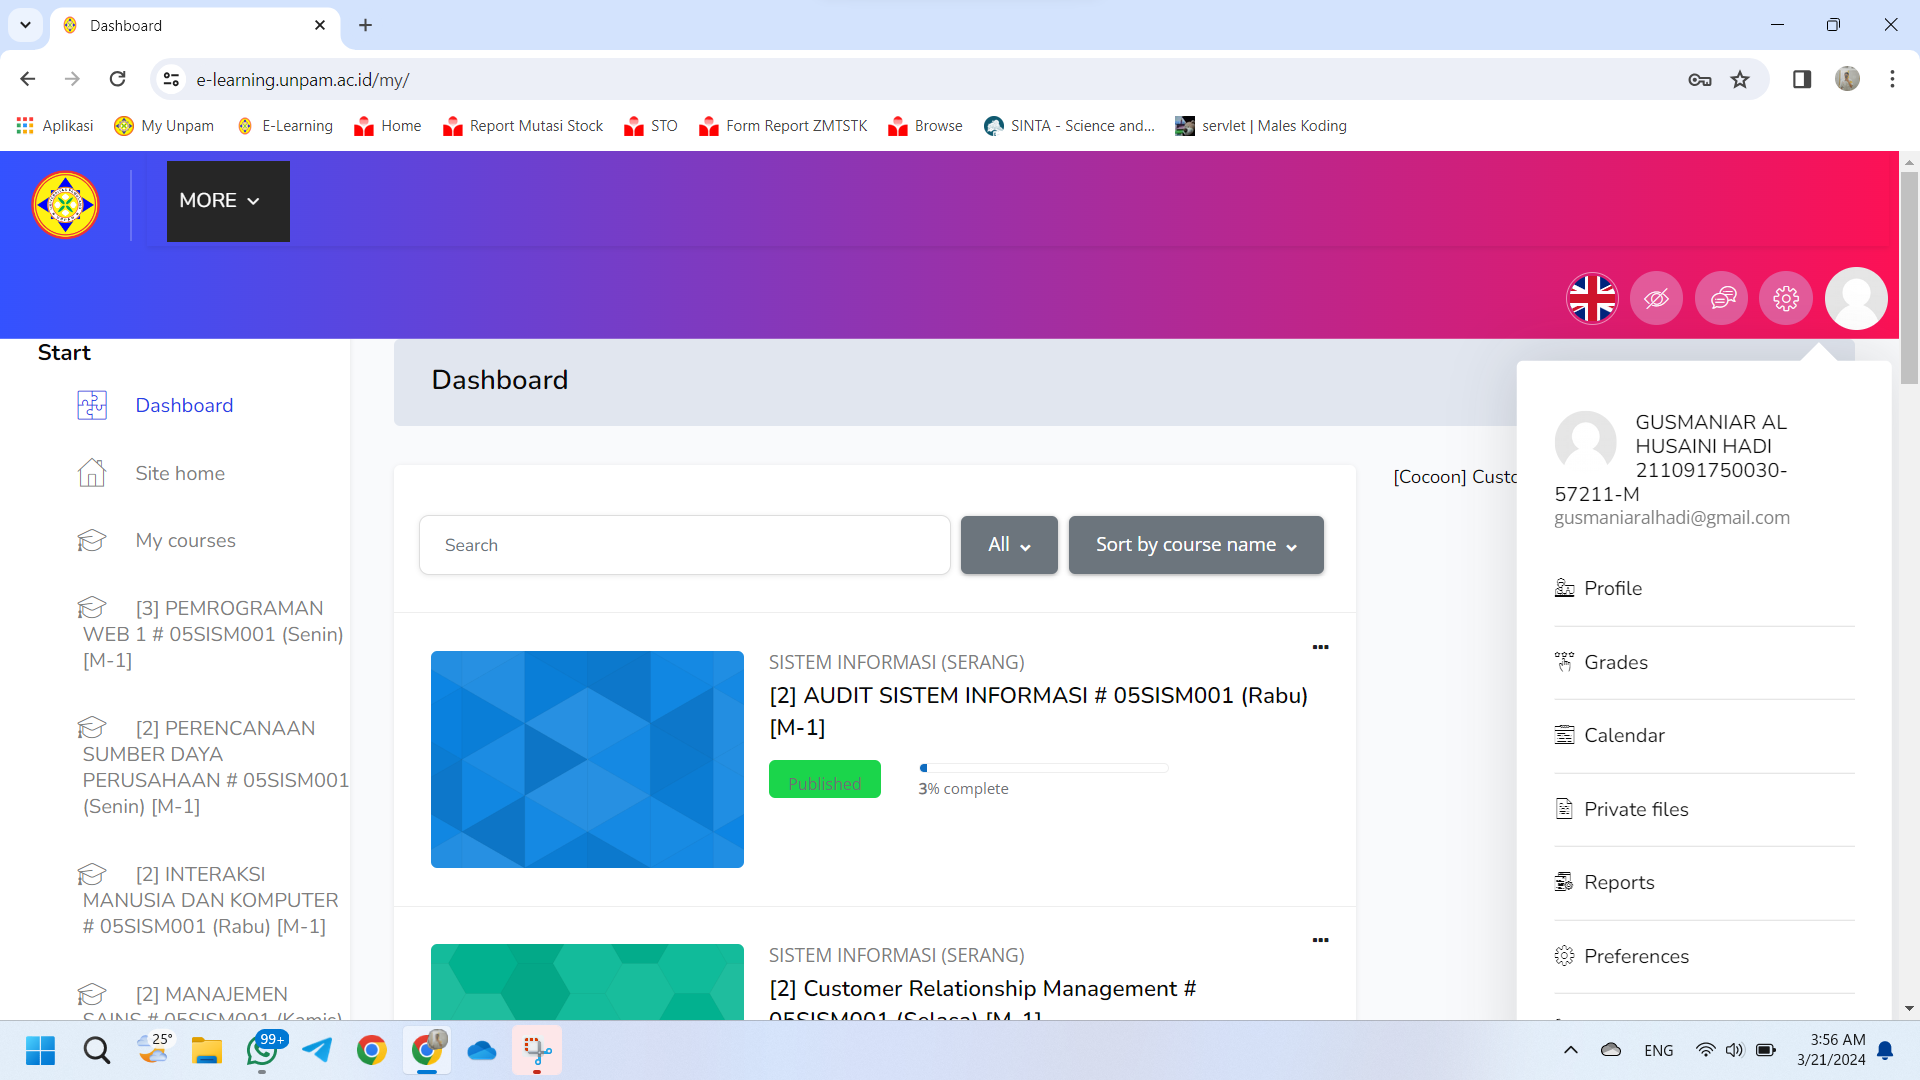 Dashboard
e-learning.unpam.ac.id/my/
Aplikasi
My Unpam
E-Learning
Home
Report Mutasi Stock
STO
Form Report ZMTSTK
Browse
SINTA - Science and...
servlet | Males Koding
MORE
Start
Dashboard
Site home
My courses
[3] PEMROGRAMAN
WEB 1 # 05SISM001 (Senin)
[M-1]
[2] PERENCANAAN
SUMBER DAYA
PERUSAHAAN # 05SISM001
(Senin) [M-1]
[2] INTERAKSI
MANUSIA DAN KOMPUTER
# 05SISM001 (Rabu) [M-1]
[2] MANAJEMEN
SAINS # 05SISM001 (Kamis)
Dashboard
Search
All
Sort by course name
SISTEM INFORMASI (SERANG)
[2] AUDIT SISTEM INFORMASI # 05SISM001 (Rabu)
[M-1]
Published
3% complete
SISTEM INFORMASI (SERANG)
[2] Customer Relationship Management #
05SISM001 (Selasa) [M-1]
[Cocoon] Custo
GUSMANIAR AL
HUSAINI HADI
211091750030-
57211-M
gusmaniaralhadi@gmail.com
Profile
Grades
Calendar
Private files
Reports
Preferences
25°
99+
ENG
3:56 AM
3/21/2024